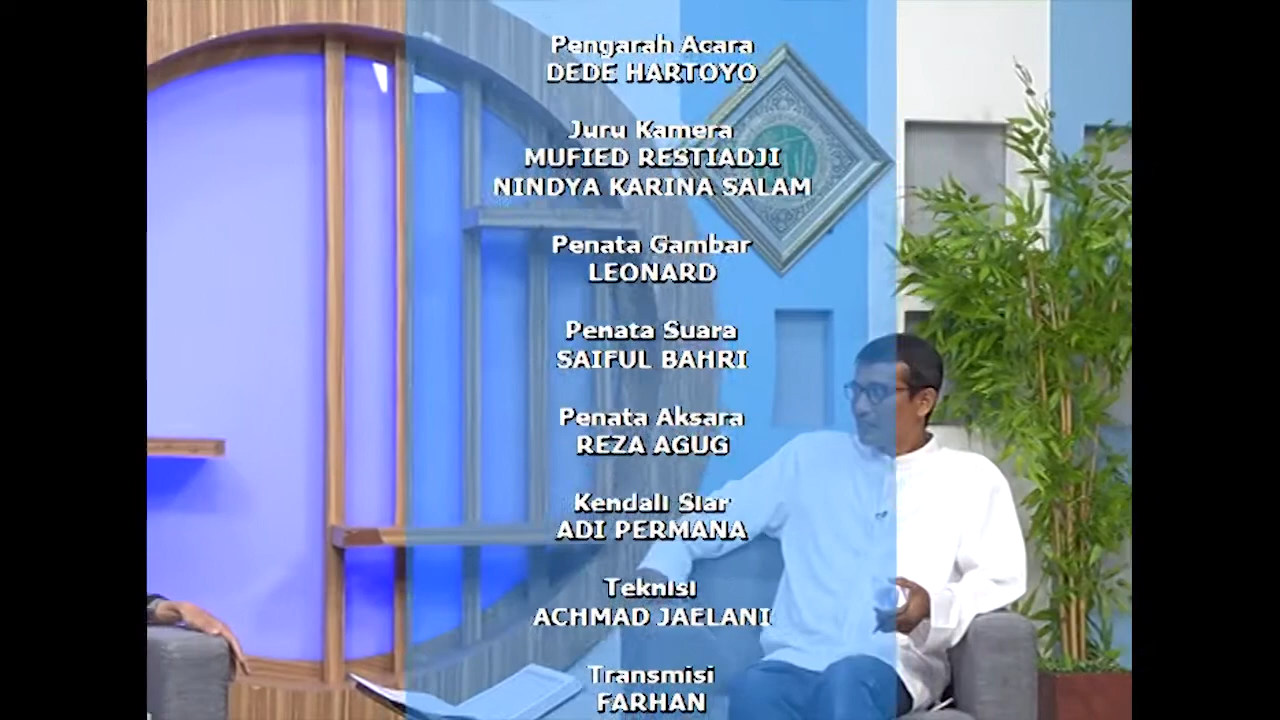 Pengarah Acara
DEDE HARTOYO
Juru Kamera
MUFIED RESTIADJI
NINDYA KARINA SALAM
Penata Gambar
LEONARD
Penata Suara
SAIFUL BAHRI
Penata Aksara
REZA AGUG
Kendali Siar
ADI PERMANA
Teknisi
ACHMAD JAELANI
Transmisi
FARHAN